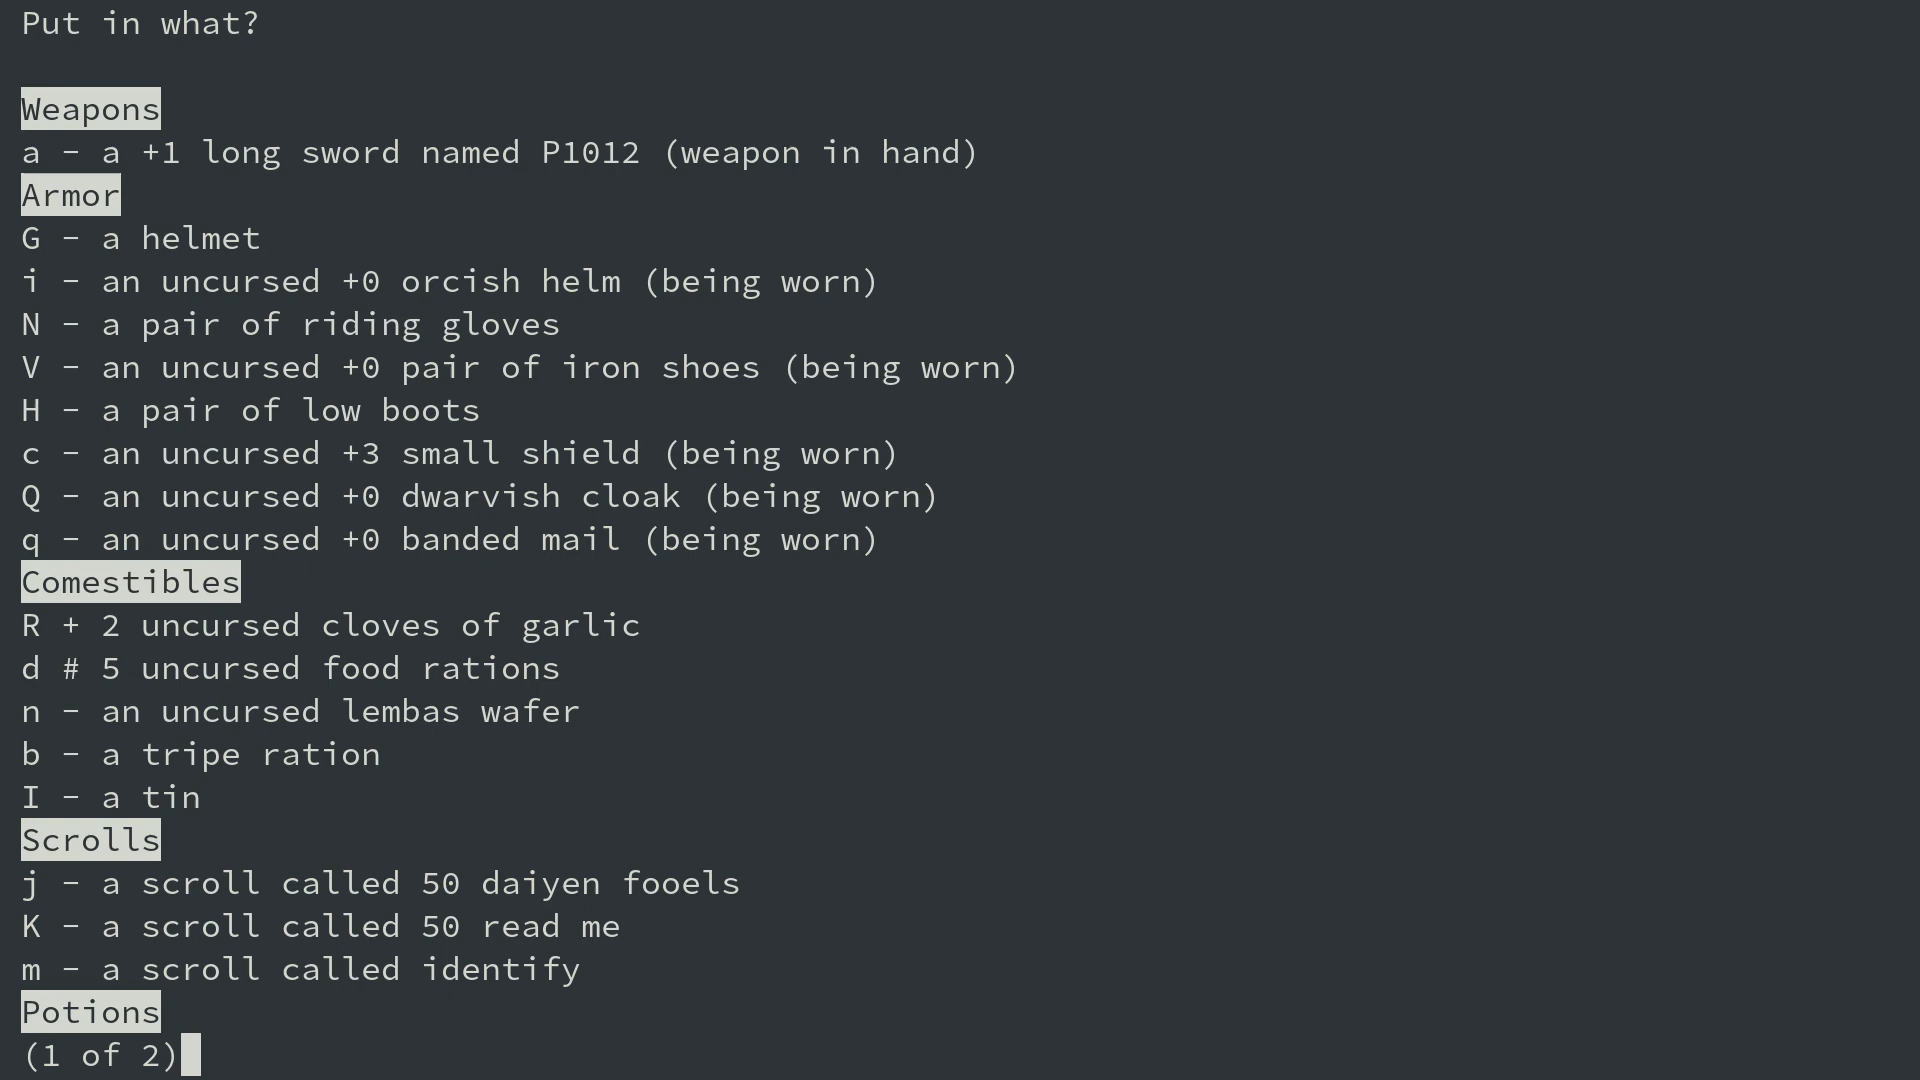 Put in what?
Weapons
a - a +1 long sword named P1012 (weapon in hand)
Armor
G - a helmet
i - an uncursed +0 orcish helm (being worn)
N - a pair of riding gloves
V - an uncursed +0 pair of iron shoes (being worn)
H - a pair of low boots
c - an uncursed +3 small shield (being worn)
Q - an uncursed +0 dwarvish cloak (being worn)
q - an uncursed +0 banded mail (being worn)
Comestibles
R + 2 uncursed cloves of garlic
d # 5 uncursed food rations
n - an uncursed lembas wafer
b - a tripe ration
I - a tin
Scrolls
j - a scroll called 50 daiyen fooels
K - a scroll called 50 read me
m - a scroll called identify
Potions
(1 of 2)